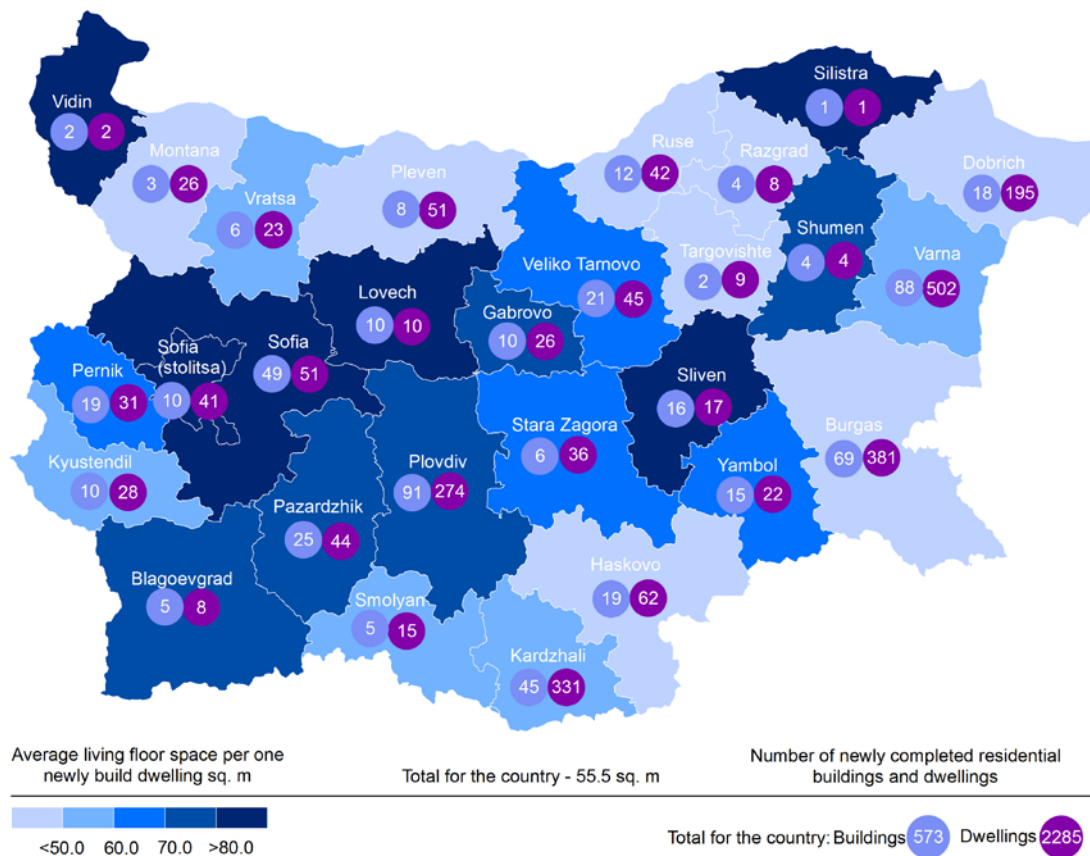 Silistra
1 1
Vidin
2 2
Montana
3 26
Vratsa
6 23
Pleven
8 51
Ruse
12 42
Razgrad
4 8
Dobrich
18 195
Targovishte
2 9
Shumen
4 4
Varna
88 502
Veliko Tarnovo
21 45
Lovech
10 10
Gabrovo
10 26
Sofia
(stolitsa)
10 41
Sofia
49 51
Pernik
19 31
Sliven
16 17
Burgas
69 381
Kyustendil
10 28
Stara Zagora
6 36
Yambol
15 22
Plovdiv
91 274
Pazardzhik
25 44
Blagoevgrad
5 8
Smolyan
5 15
Haskovo
19 62
Kardzhali
45 331
Average living floor space per one
newly build dwelling sq. m
Total for the country - 55.5 sq. m
Number of newly completed residential
buildings and dwellings
<50.0 60.0 70.0 >80.0
Total for the country: Buildings 573 Dwellings 2285